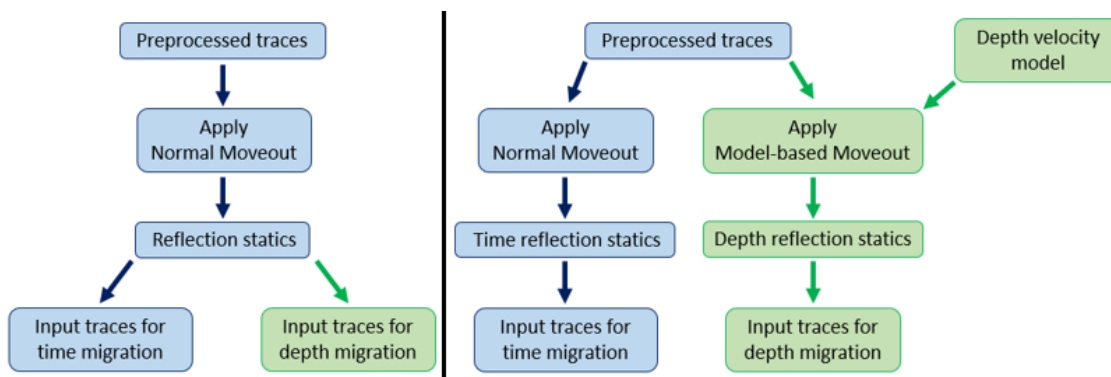 Preprocessed traces
Apply
Normal Moveout
Reflection statics
Input traces for
time migration
Input traces for
depth migration
Preprocessed traces
Depth velocity
model
Apply
Normal Moveout
Apply
Model-based Moveout
Time reflection statics
Depth reflection statics
Input traces for
time migration
Input traces for
depth migration